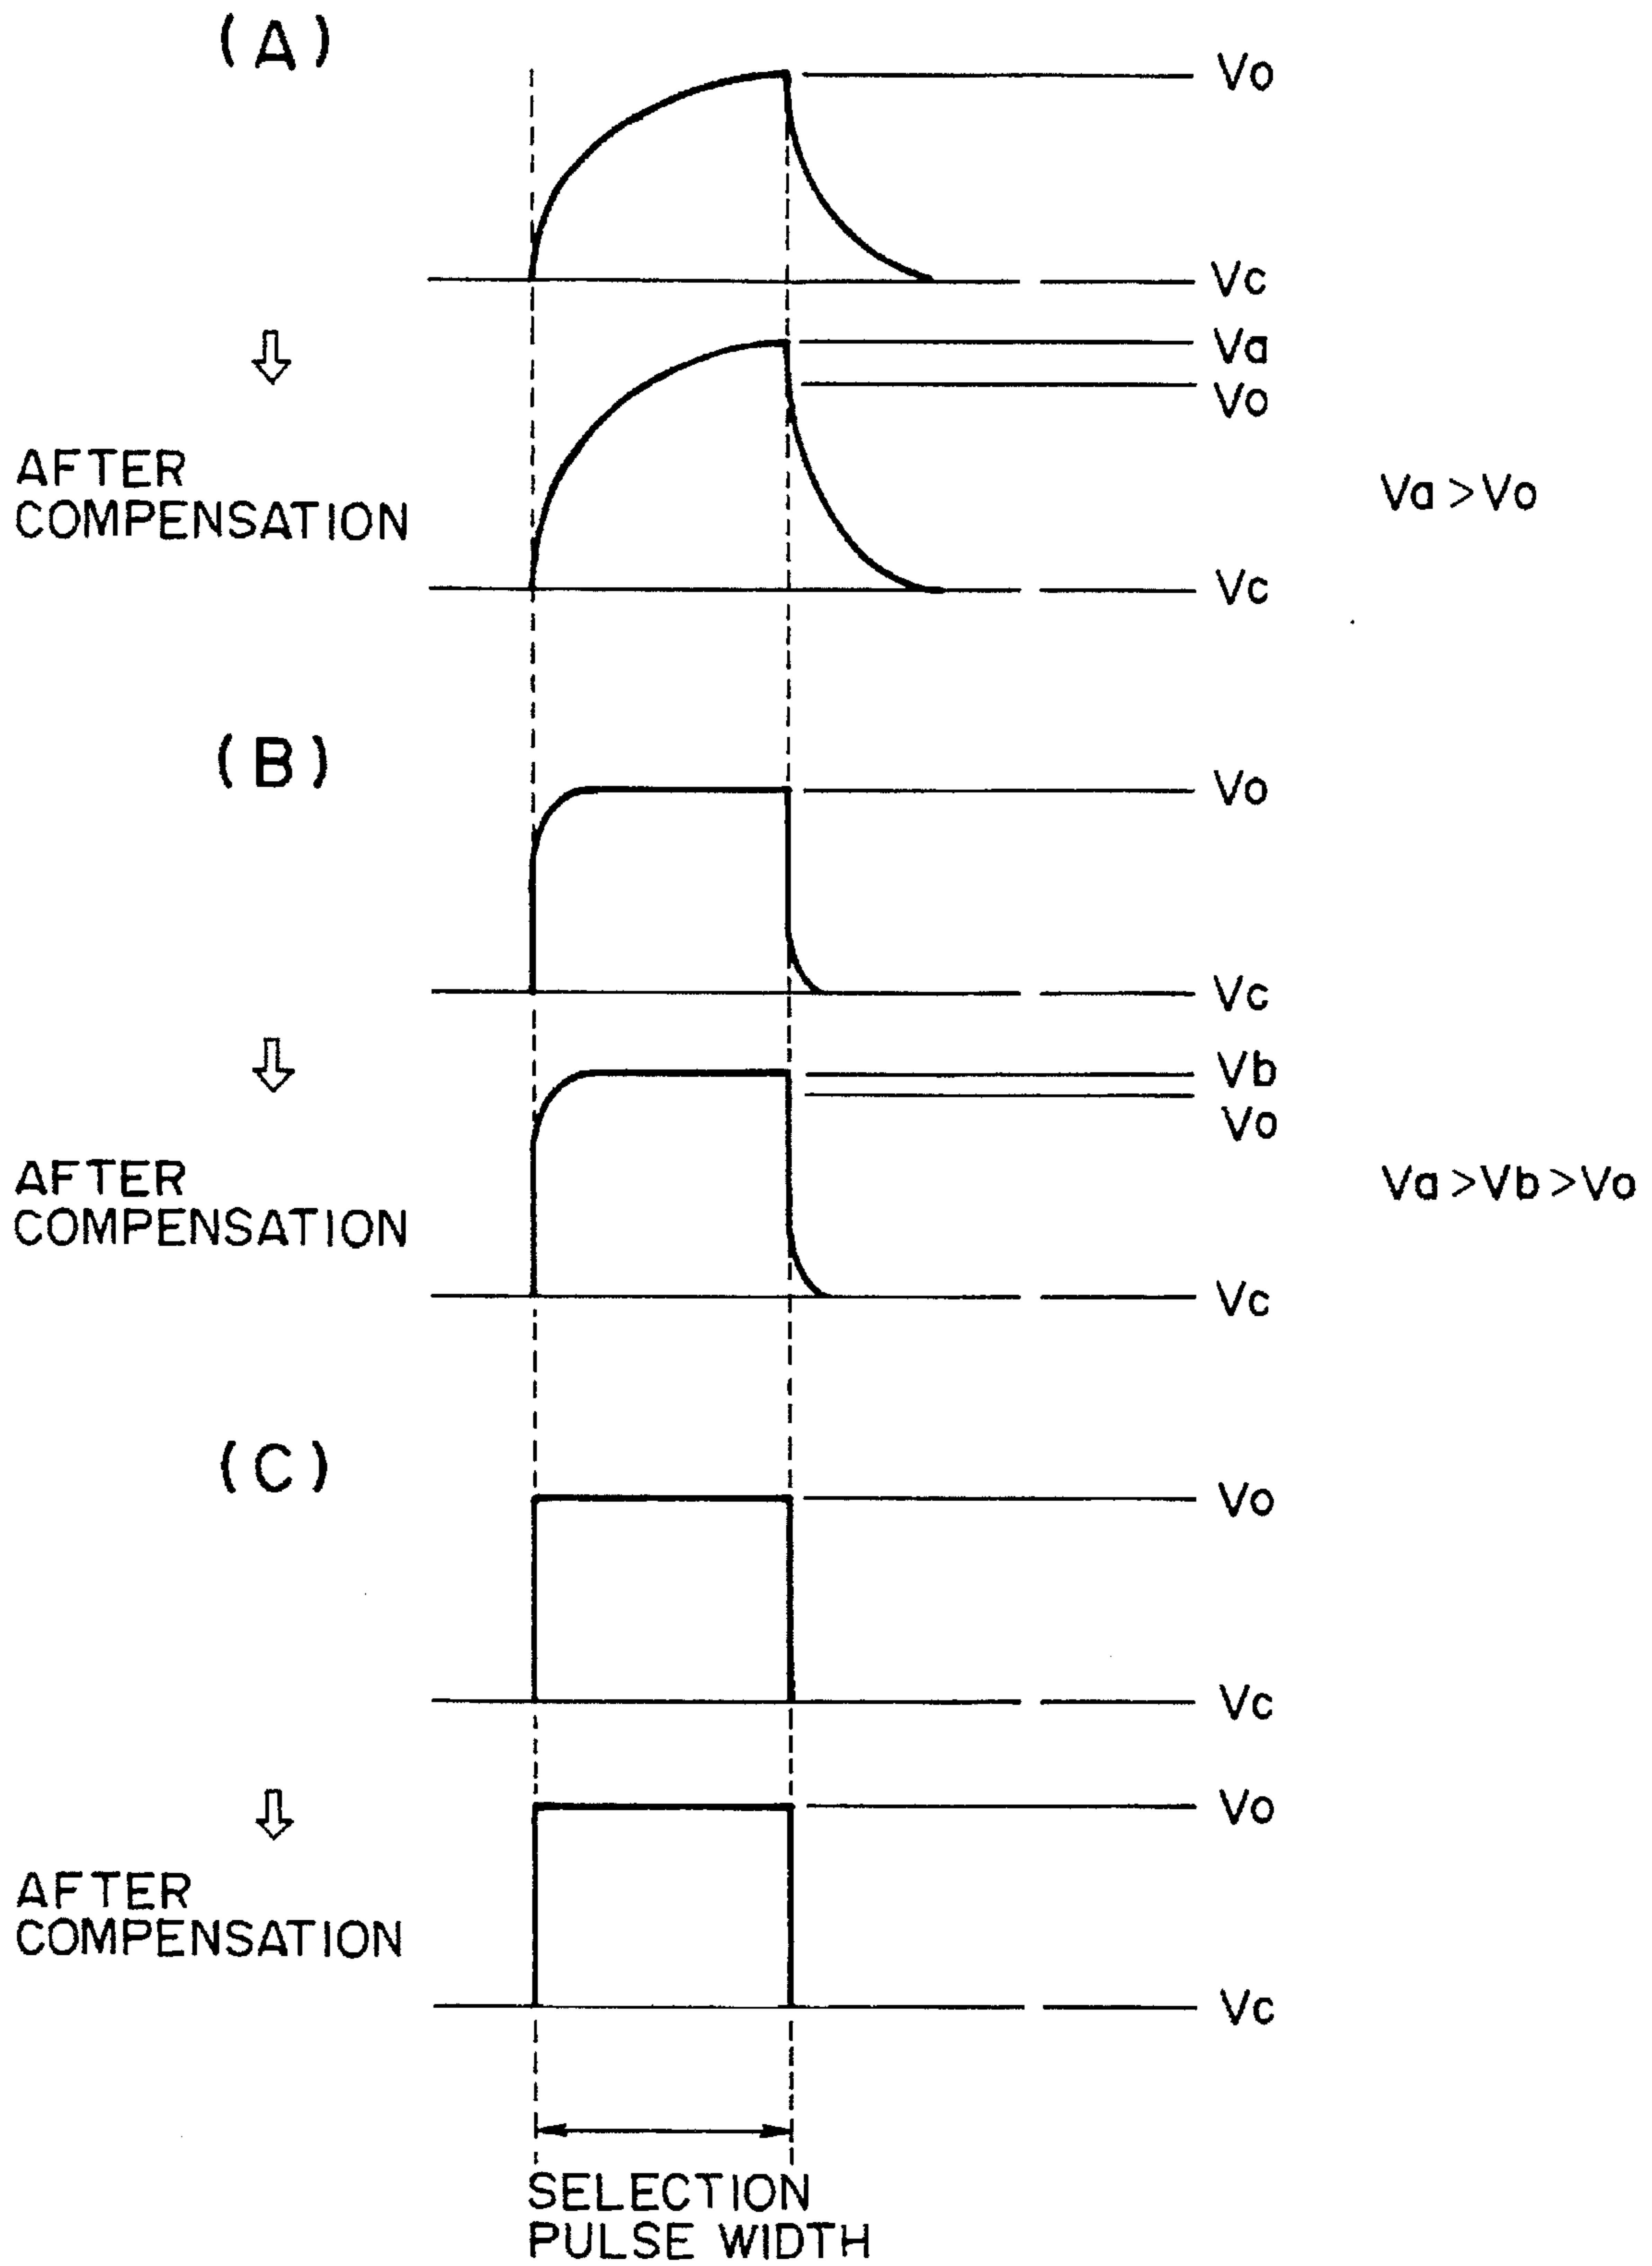 (A)
Vo
Vc
Va
Vo
AFTER
COMPENSATION
Va>Vo
Vc
(B)
Vo
Vc
Vb
Vo
AFTER
COMPENSATION
Va>Vb>Vo
Vc
(C)
Vo
Vc
Vo
AFTER
COMPENSATION
Vc
SELECTION
PULSE WIDTH